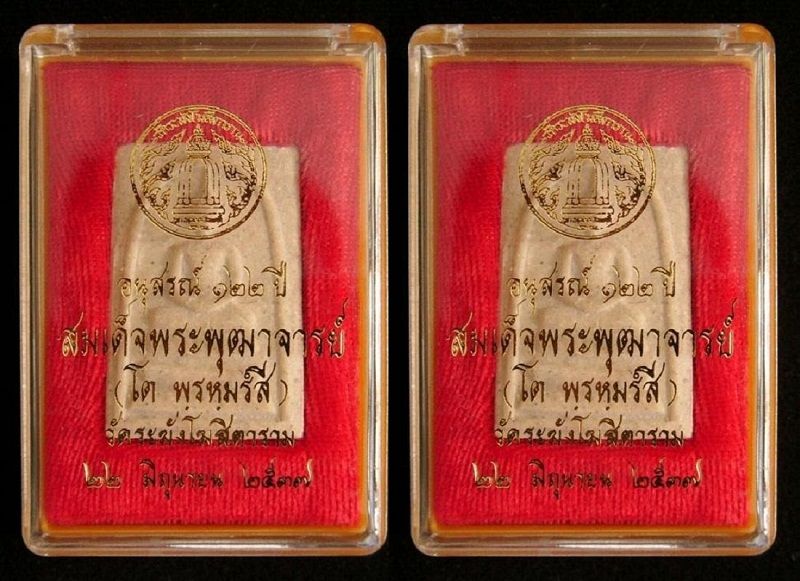 อนุสรณ์ ๑๒๒ ปี
สมเด็จพระพุฒาจารย์
(โต พฺรหฺมรํสี)
วัดระฆังโฆสิตาราม
๒๒ มิถุนายน ๒๕๓๗
อนุสรณ์ ๑๒๒ ปี
สมเด็จพระพุฒาจารย์
(โต พฺรหฺมรํสี)
วัดระฆังโฆสิตาราม
๒๒ มิถุนายน ๒๕๓๗